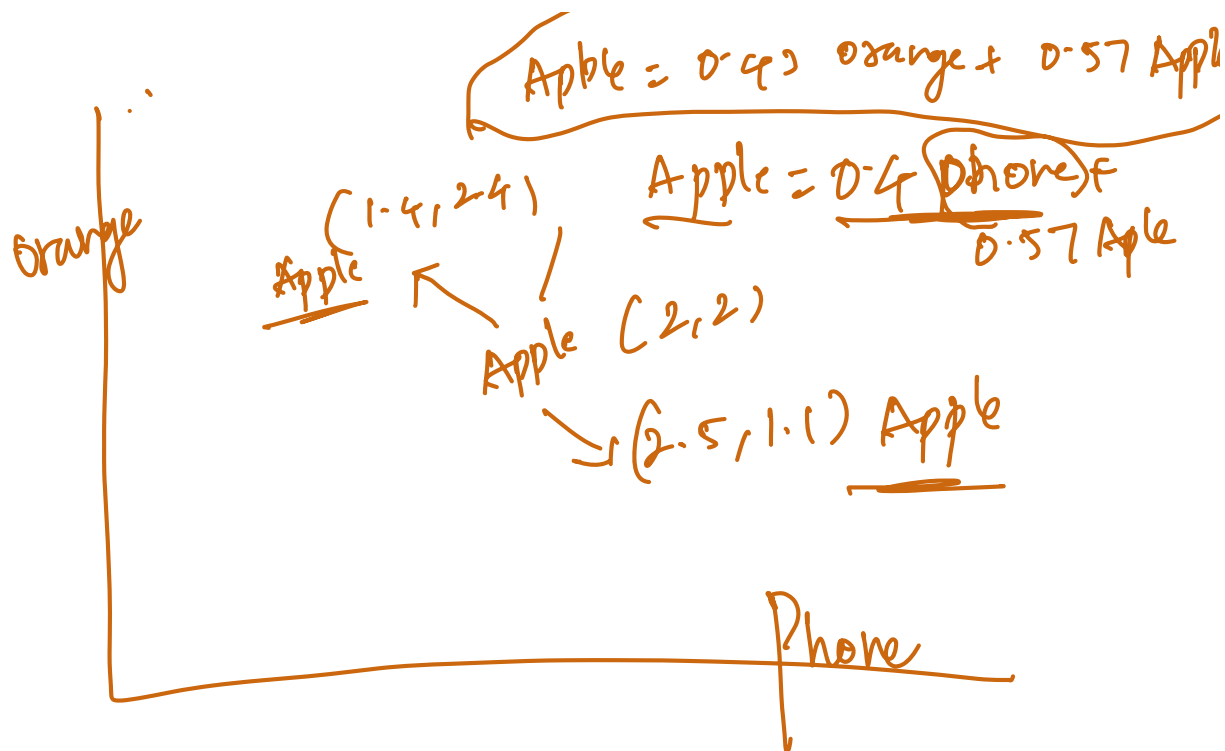 Apple = 0.43 orange + 0.57 Apple
Apple = 0.4 phone +
0.57 Aple
orange
(1.4, 2.4)
Apple
Apple (2,2)
(2.5, 1.1) Apple
Phone